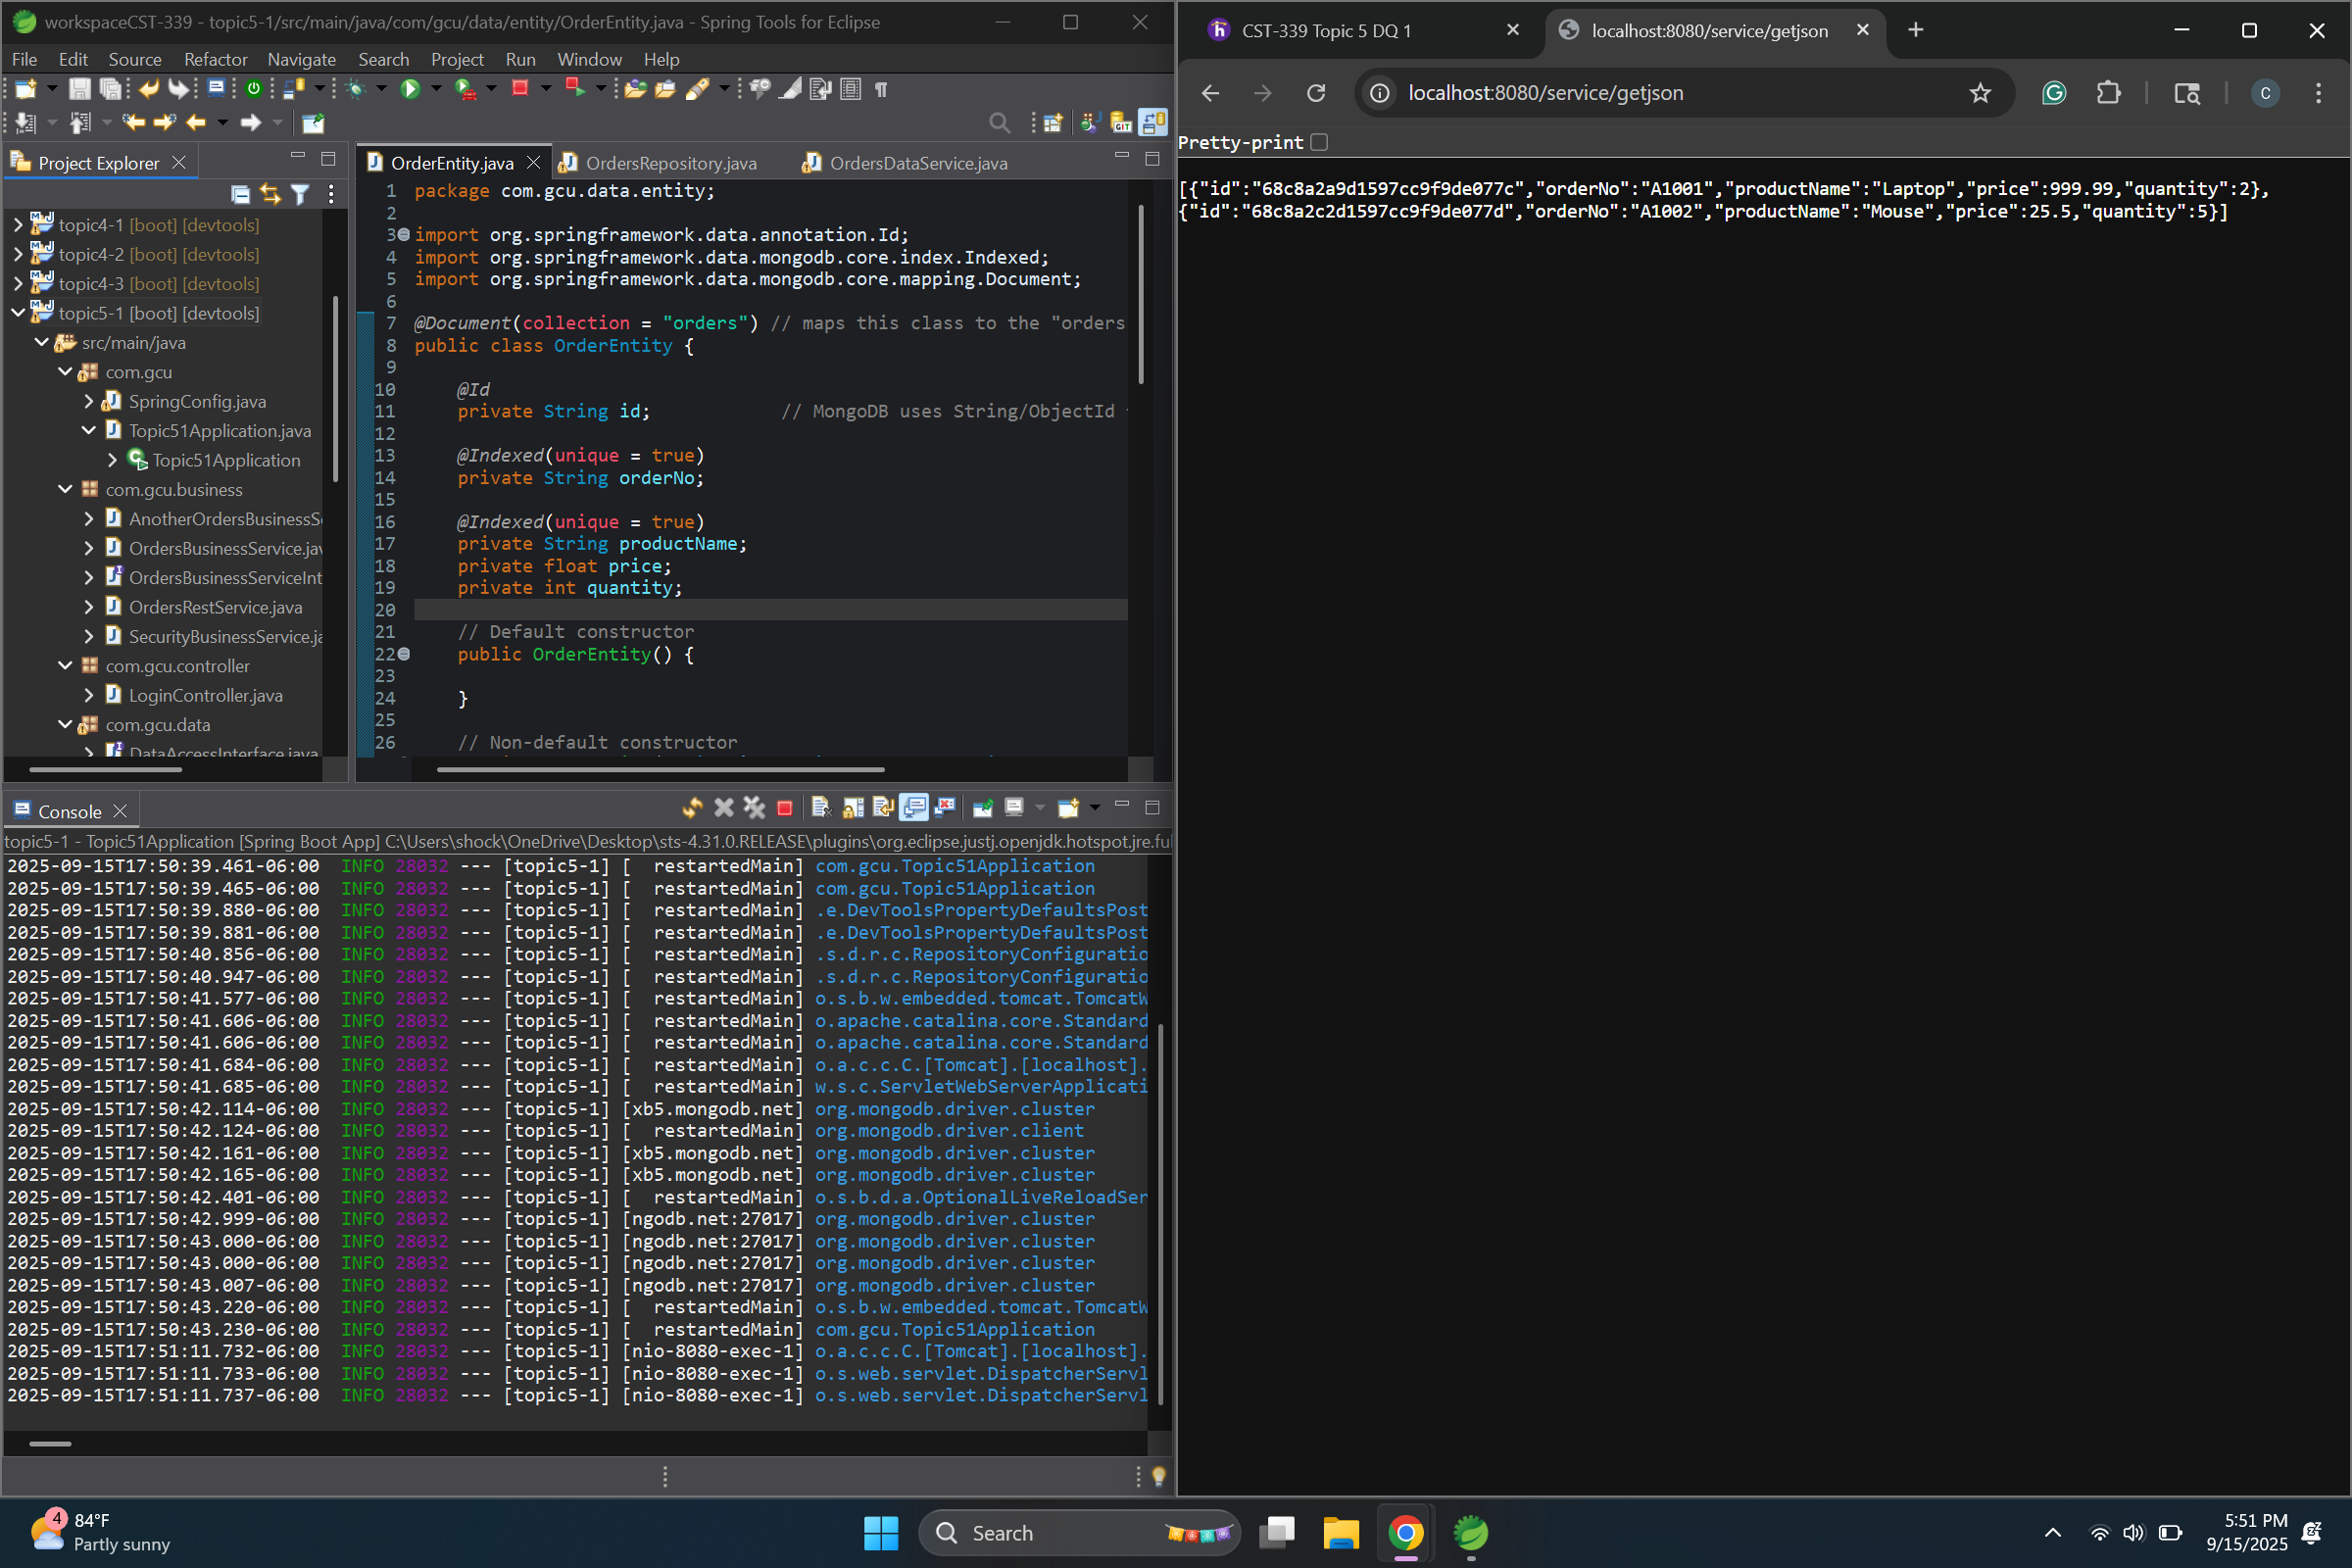 workspaceCST-339 - topic5-1/src/main/java/com/gcu/data/entity/OrderEntity.java - Spring Tools for Eclipse
File Edit Source Refactor Navigate Search Project Run Window Help
Project Explorer
topic4-1 [boot] [devtools]
topic4-2 [boot] [devtools]
topic4-3 [boot] [devtools]
topic5-1 [boot] [devtools]
src/main/java
com.gcu
SpringConfig.java
Topic51Application.java
Topic51Application
com.gcu.business
AnotherOrdersBusinessS
OrdersBusinessService.jav
OrdersBusinessServiceInt
OrdersRestService.java
SecurityBusinessService.ja
com.gcu.controller
LoginController.java
com.gcu.data
DataAccessInterface.java
OrderEntity.java OrdersRepository.java OrdersDataService.java
1 package com.gcu.data.entity;
2
3 import org.springframework.data.annotation.Id;
4 import org.springframework.data.mongodb.core.index.Indexed;
5 import org.springframework.data.mongodb.core.mapping.Document;
6
7 @Document(collection = "orders") // maps this class to the "orders
8 public class OrderEntity {
9
10 @Id
11 private String id; // MongoDB uses String/ObjectId
12
13 @Indexed(unique = true)
14 private String orderNo;
15
16 @Indexed(unique = true)
17 private String productName;
18 private float price;
19 private int quantity;
20
21 // Default constructor
22 public OrderEntity() {
23
24 }
25
26 // Non-default constructor
Console
topic5-1 - Topic51Application [Spring Boot App] C:\Users\shock\OneDrive\Desktop\sts-4.31.0.RELEASE\plugins\org.eclipse.justj.openjdk.hotspot.jre.ful
2025-09-15T17:50:39.461-06:00 INFO 28032 --- [topic5-1] [ restartedMain] com.gcu.Topic51Application
2025-09-15T17:50:39.465-06:00 INFO 28032 --- [topic5-1] [ restartedMain] com.gcu.Topic51Application
2025-09-15T17:50:39.880-06:00 INFO 28032 --- [topic5-1] [ restartedMain] .e.DevToolsPropertyDefaultsPost
2025-09-15T17:50:39.881-06:00 INFO 28032 --- [topic5-1] [ restartedMain] .e.DevToolsPropertyDefaultsPost
2025-09-15T17:50:40.856-06:00 INFO 28032 --- [topic5-1] [ restartedMain] .s.d.r.c.RepositoryConfiguratio
2025-09-15T17:50:40.947-06:00 INFO 28032 --- [topic5-1] [ restartedMain] .s.d.r.c.RepositoryConfiguratio
2025-09-15T17:50:41.577-06:00 INFO 28032 --- [topic5-1] [ restartedMain] o.s.b.w.embedded.tomcat.TomcatW
2025-09-15T17:50:41.606-06:00 INFO 28032 --- [topic5-1] [ restartedMain] o.apache.catalina.core.Standard
2025-09-15T17:50:41.606-06:00 INFO 28032 --- [topic5-1] [ restartedMain] o.apache.catalina.core.Standard
2025-09-15T17:50:41.684-06:00 INFO 28032 --- [topic5-1] [ restartedMain] o.a.c.c.C.[Tomcat].[localhost].
2025-09-15T17:50:41.685-06:00 INFO 28032 --- [topic5-1] [ restartedMain] w.s.c.ServletWebServerApplicati
2025-09-15T17:50:42.114-06:00 INFO 28032 --- [topic5-1] [xb5.mongodb.net] org.mongodb.driver.cluster
2025-09-15T17:50:42.124-06:00 INFO 28032 --- [topic5-1] [ restartedMain] org.mongodb.driver.client
2025-09-15T17:50:42.161-06:00 INFO 28032 --- [topic5-1] [xb5.mongodb.net] org.mongodb.driver.cluster
2025-09-15T17:50:42.165-06:00 INFO 28032 --- [topic5-1] [xb5.mongodb.net] org.mongodb.driver.cluster
2025-09-15T17:50:42.401-06:00 INFO 28032 --- [topic5-1] [ restartedMain] o.s.b.d.a.OptionalLiveReloadSer
2025-09-15T17:50:42.999-06:00 INFO 28032 --- [topic5-1] [ngodb.net:27017] org.mongodb.driver.cluster
2025-09-15T17:50:43.000-06:00 INFO 28032 --- [topic5-1] [ngodb.net:27017] org.mongodb.driver.cluster
2025-09-15T17:50:43.000-06:00 INFO 28032 --- [topic5-1] [ngodb.net:27017] org.mongodb.driver.cluster
2025-09-15T17:50:43.007-06:00 INFO 28032 --- [topic5-1] [ngodb.net:27017] org.mongodb.driver.cluster
2025-09-15T17:50:43.220-06:00 INFO 28032 --- [topic5-1] [ restartedMain] o.s.b.w.embedded.tomcat.TomcatW
2025-09-15T17:50:43.230-06:00 INFO 28032 --- [topic5-1] [ restartedMain] com.gcu.Topic51Application
2025-09-15T17:51:11.732-06:00 INFO 28032 --- [topic5-1] [nio-8080-exec-1] o.a.c.c.C.[Tomcat].[localhost].
2025-09-15T17:51:11.733-06:00 INFO 28032 --- [topic5-1] [nio-8080-exec-1] o.s.web.servlet.DispatcherServl
2025-09-15T17:51:11.737-06:00 INFO 28032 --- [topic5-1] [nio-8080-exec-1] o.s.web.servlet.DispatcherServl
CST-339 Topic 5 DQ 1
localhost:8080/service/getjson
localhost:8080/service/getjson
C
Pretty-print
[{"id":"68c8a2a9d1597cc9f9de077c","orderNo":"A1001","productName":"Laptop","price":999.99,"quantity":2},
{"id":"68c8a2c2d1597cc9f9de077d","orderNo":"A1002","productName":"Mouse","price":25.5,"quantity":5}]
4
84°F
Partly sunny
Search
5:51 PM
9/15/2025